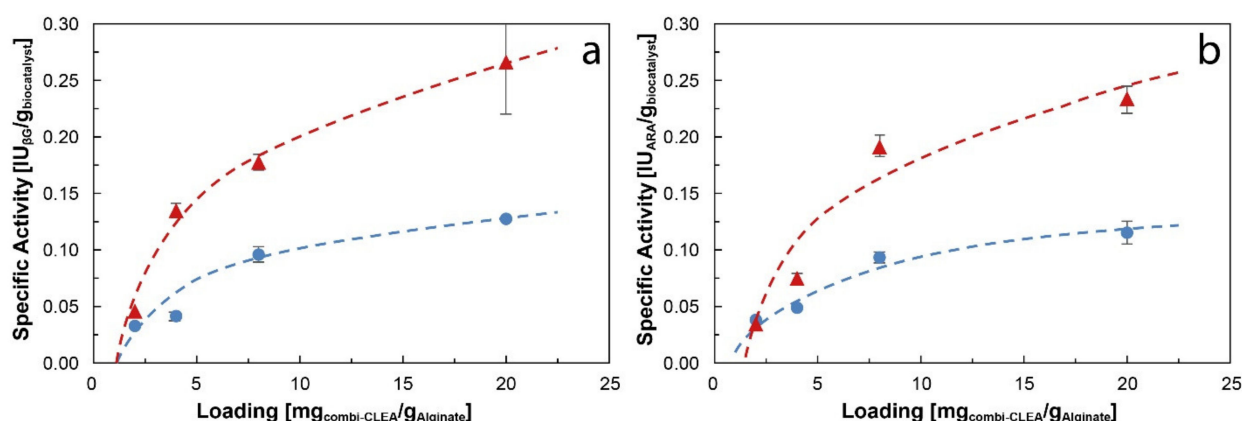 0.30
0.25
0.20
0.15
0.10
0.05
0.00
Specific Activity [IUβG/gbiocatalyst]
a
0 5 10 15 20 25
Loading [mgcombi-CLEA/gAlginate]
0.30
0.25
0.20
0.15
0.10
0.05
0.00
Specific Activity [IUARA/gbiocatalyst]
b
0 5 10 15 20 25
Loading [mgcombi-CLEA/gAlginate]